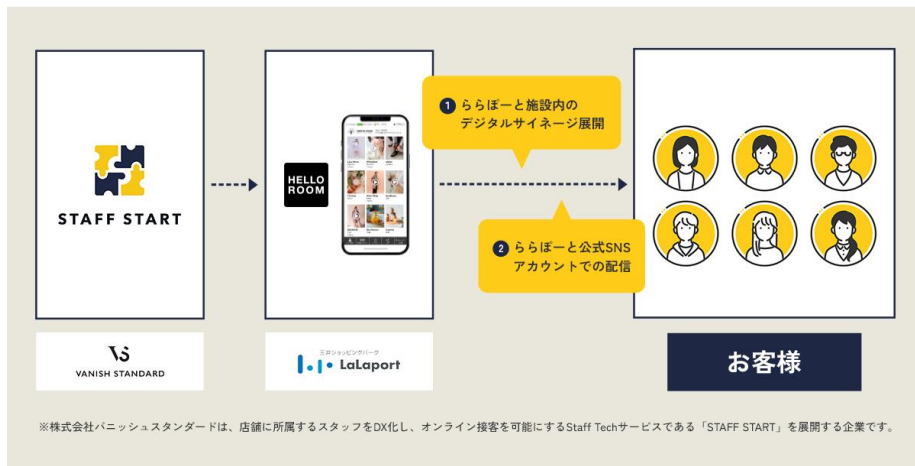 STAFF START
VS
VANISH STANDARD
HELLO
ROOM
三井ショッピングパーク
LaLaport
1 ららぽーと施設内の
デジタルサイネージ展開
2 ららぽーと公式SNS
アカウントでの配信
お客様
※株式会社バニッシュスタンダードは、店舗に所属するスタッフをDX化し、オンライン接客を可能にするStaff Techサービスである「STAFF START」を展開する企業です。